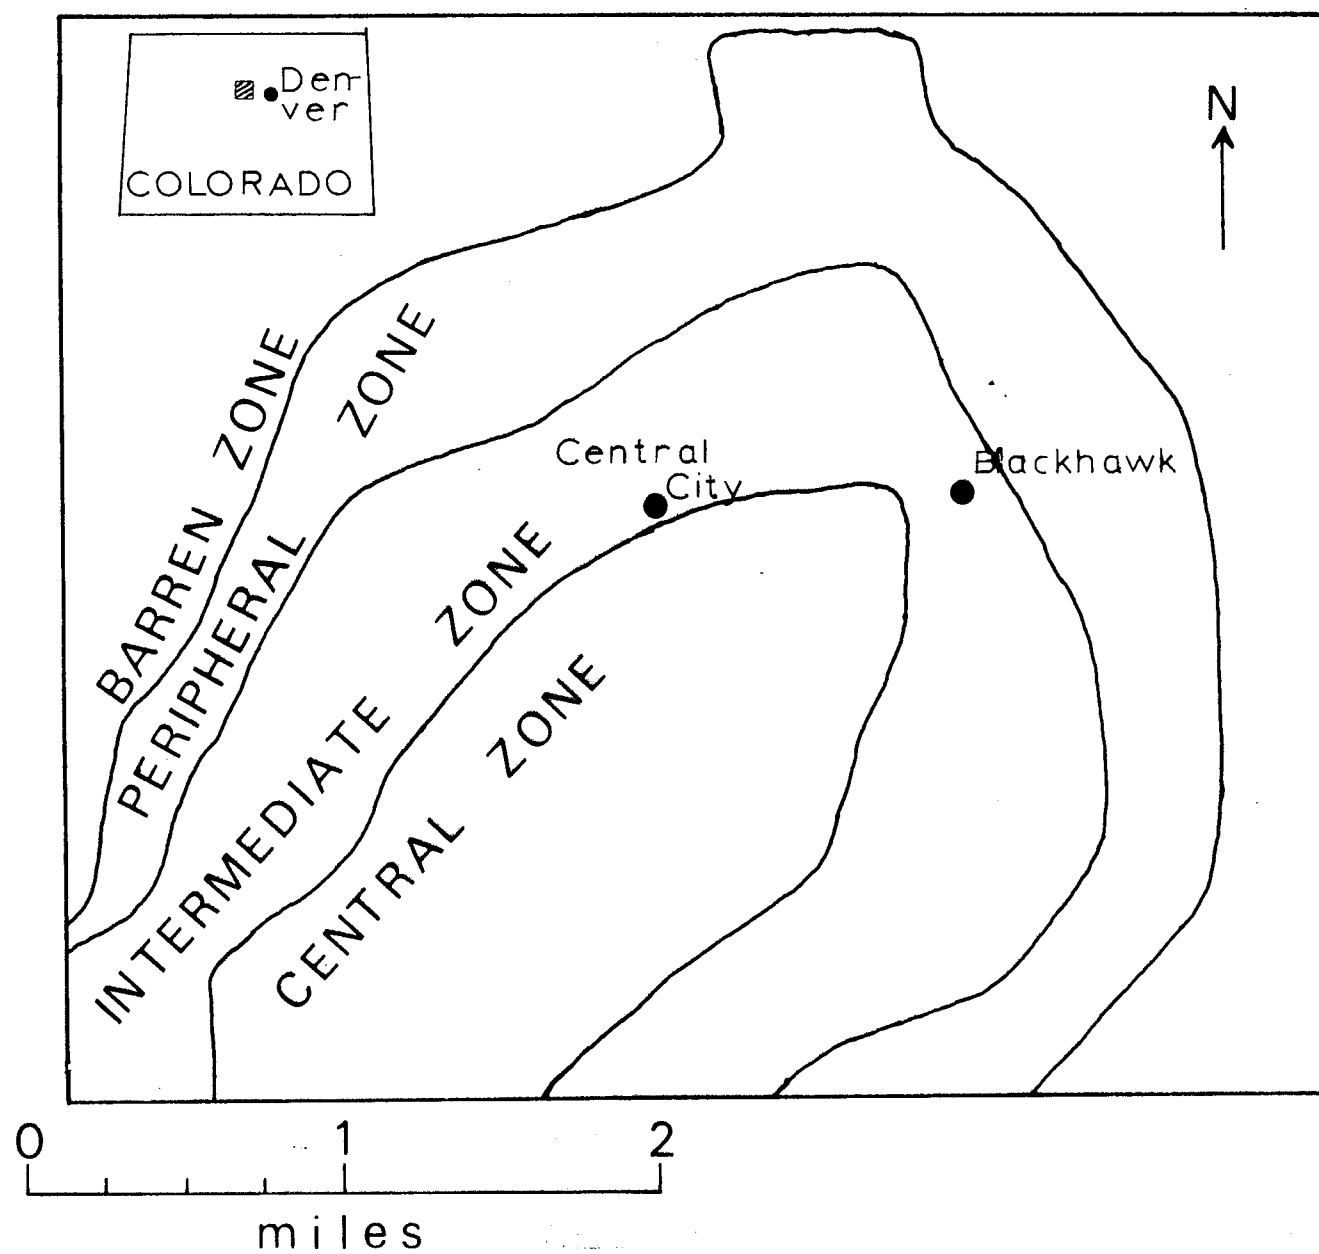 Den-
ver
COLORADO
N
BARREN ZONE
PERIPHERAL ZONE
Central
City
Blackhawk
INTERMEDIATE ZONE
CENTRAL ZONE
0 1 2
miles